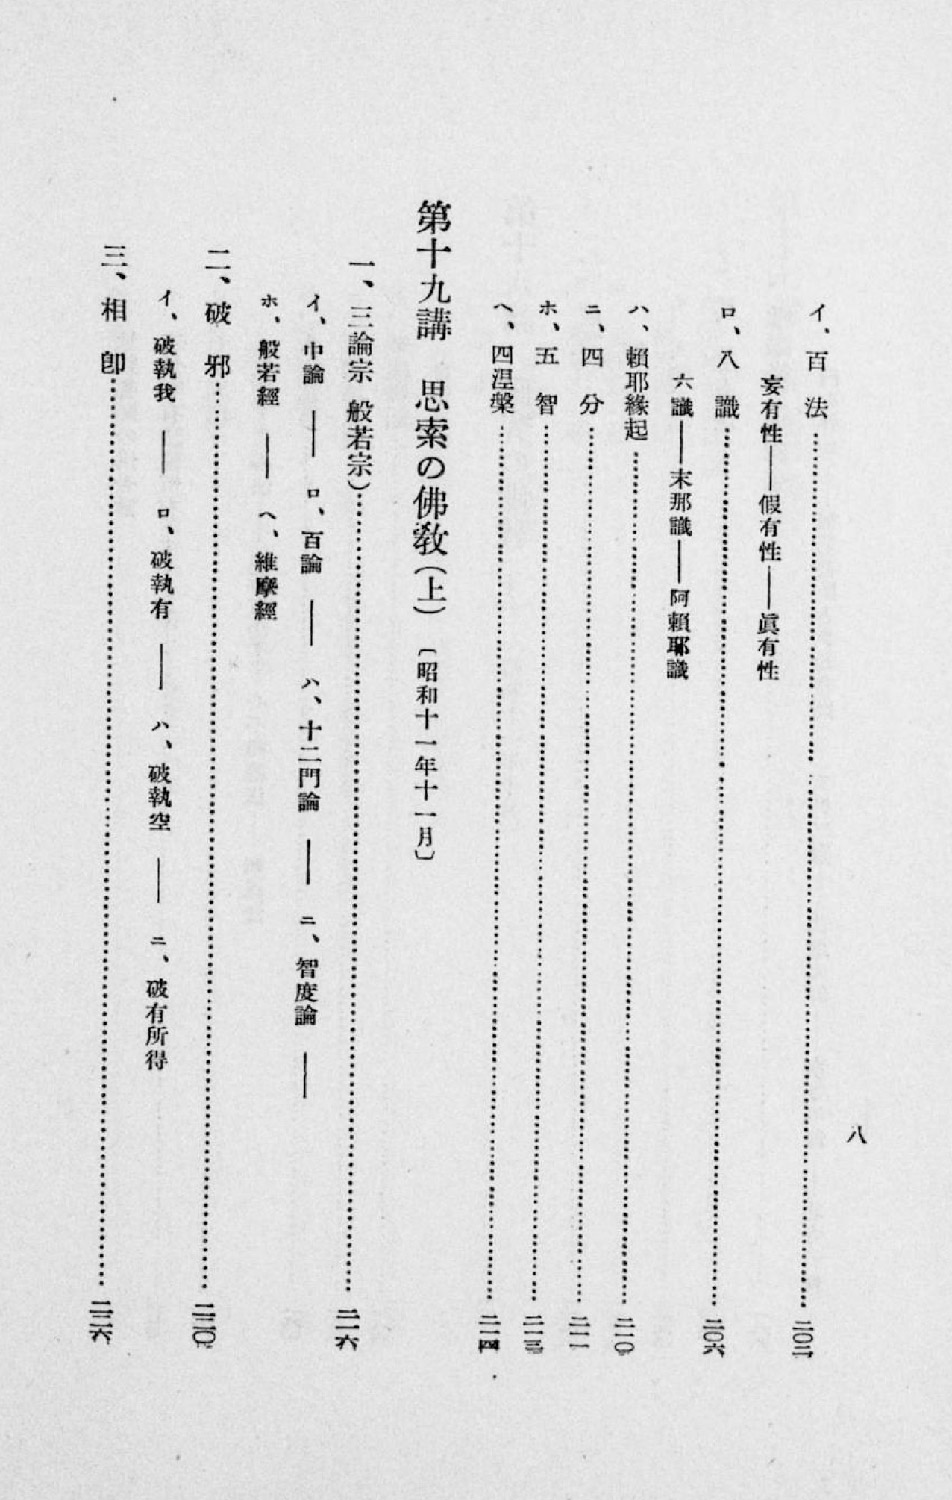 八
イ、百法……二〇二
妄有性――假有性――眞有性
ロ、八識……二〇六
六識――末那識――阿賴耶識
ハ、賴耶緣起……二一〇
ニ、四分……二一一
ホ、五智……二一三
ヘ、四涅槃……二一四
第十九講 思索の佛教(上)〔昭和十一年十一月〕
一、三論宗 般若宗)……二一六
イ、中論――ロ、百論――ハ、十二門論――ニ、智度論――
ホ、般若經――ヘ、維摩經
二、破邪……二二〇
イ、破執我――ロ、破執有――ハ、破執空――ニ、破有所得
三、相卽……二二六